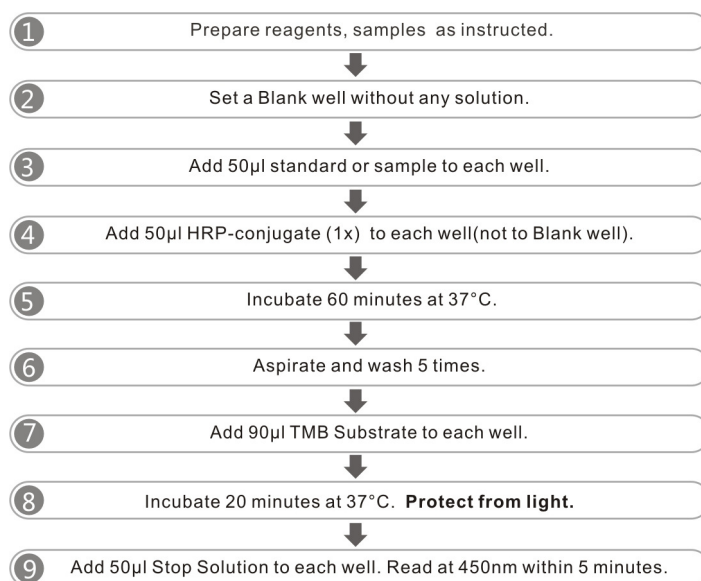 1 Prepare reagents, samples as instructed.
2 Set a Blank well without any solution.
3 Add 50µl standard or sample to each well.
4 Add 50µl HRP-conjugate (1x) to each well(not to Blank well).
5 Incubate 60 minutes at 37°C.
6 Aspirate and wash 5 times.
7 Add 90µl TMB Substrate to each well.
8 Incubate 20 minutes at 37°C. Protect from light.
9 Add 50µl Stop Solution to each well. Read at 450nm within 5 minutes.